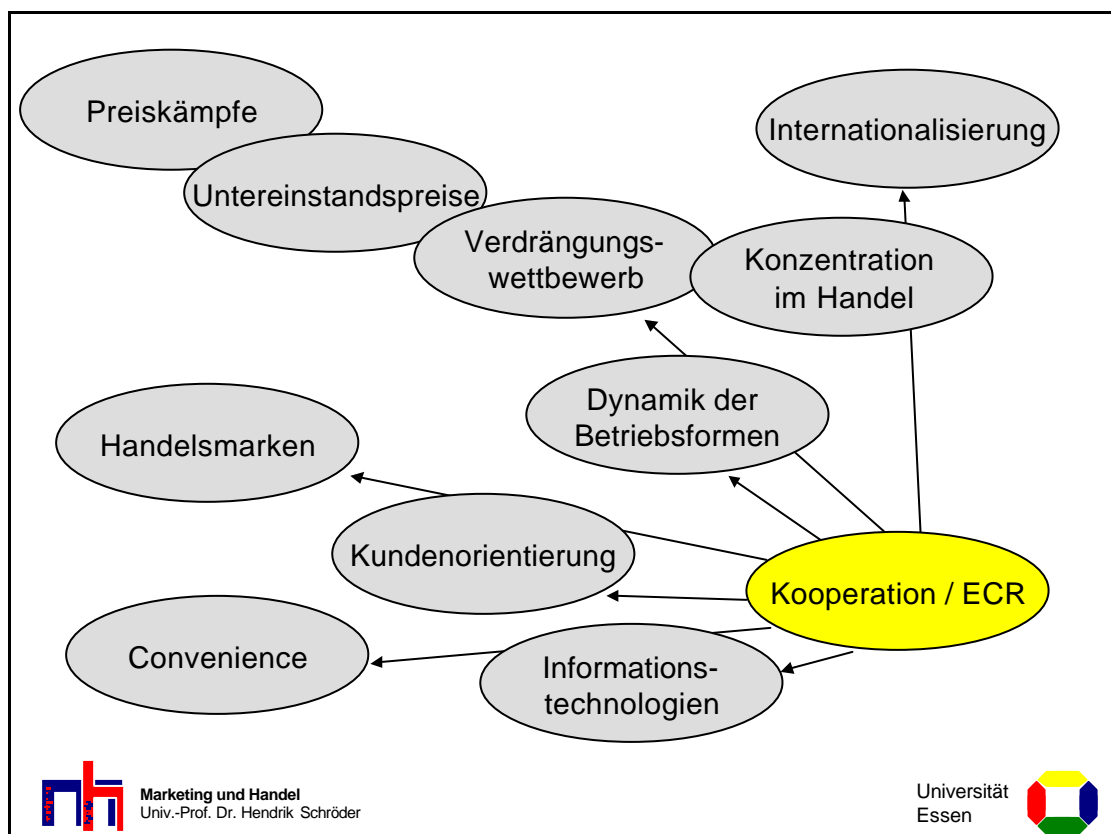 Preiskämpfe
Internationalisierung
Untereinstandspreise
Verdrängungs-
wettbewerb
Konzentration
im Handel
Dynamik der
Betriebsformen
Handelsmarken
Kundenorientierung
Kooperation / ECR
Convenience
Informations-
technologien
Marketing und Handel
Univ.-Prof. Dr. Hendrik Schröder
Universität
Essen